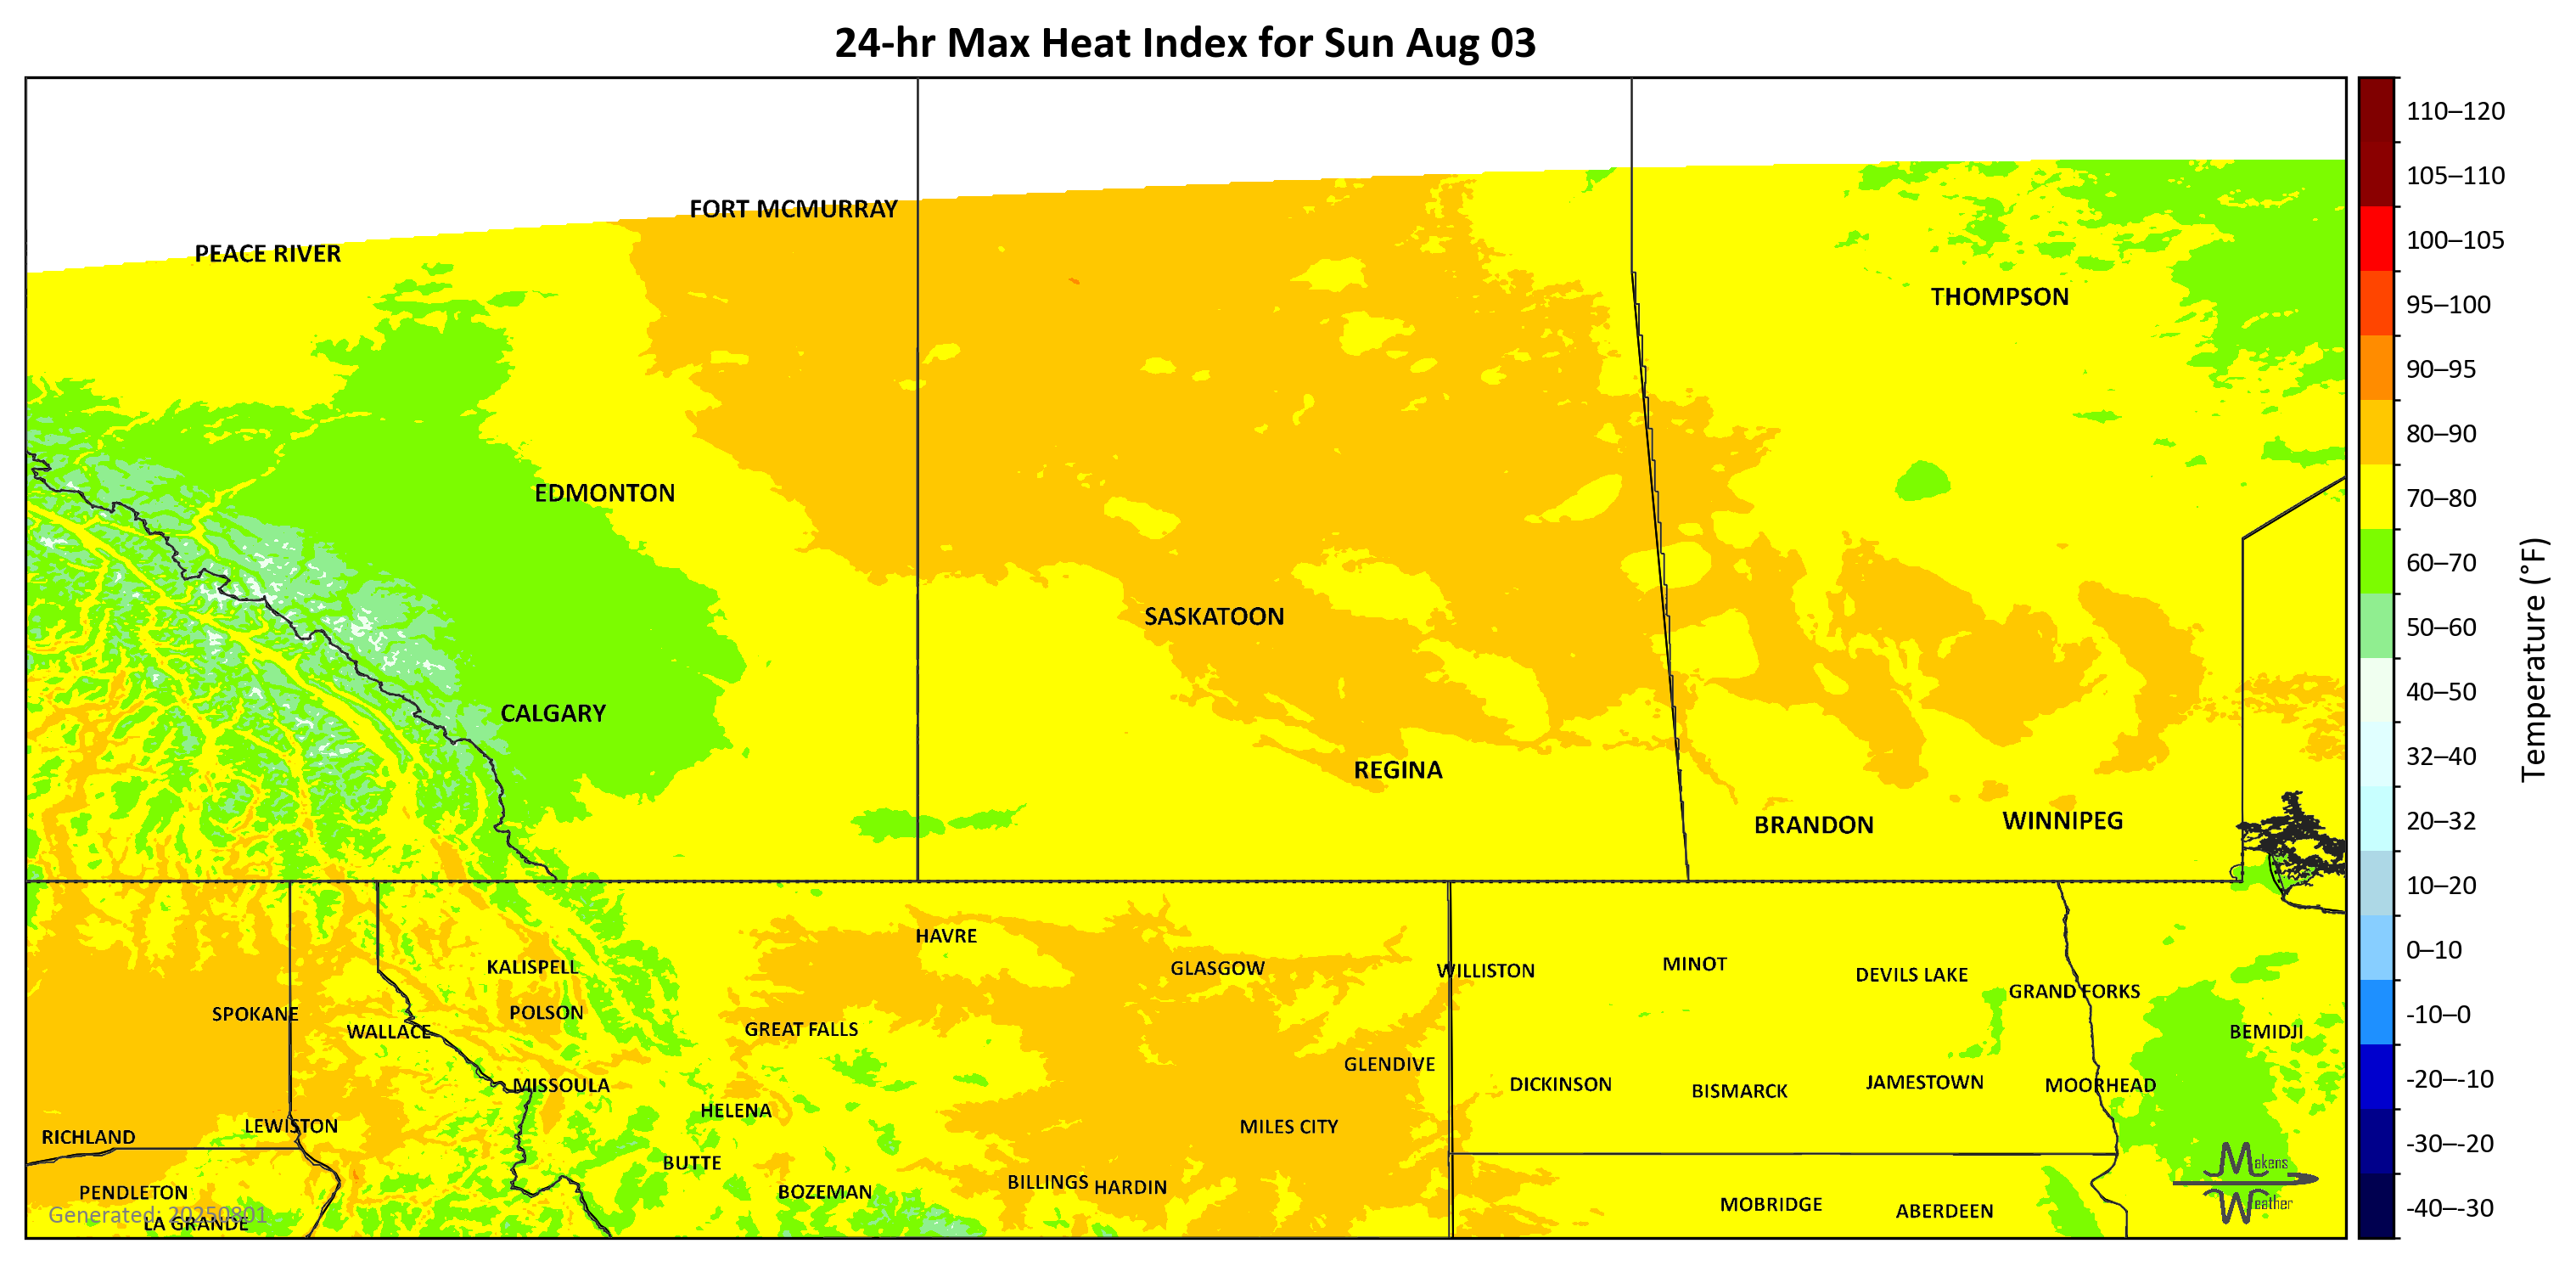 24-hr Max Heat Index for Sun Aug 03
FORT MCMURRAY
PEACE RIVER
THOMPSON
EDMONTON
SASKATOON
CALGARY
REGINA
BRANDON
WINNIPEG
HAVRE
KALISPELL
GLASGOW
WILLISTON
MINOT
DEVILS LAKE
GRAND FORKS
SPOKANE
POLSON
WALLACE
GREAT FALLS
BEMIDJI
GLENDIVE
MISSOULA
DICKINSON
BISMARCK
JAMESTOWN
MOORHEAD
HELENA
LEWISTON
MILES CITY
RICHLAND
BUTTE
BILLINGS
HARDIN
PENDLETON
BOZEMAN
MOBRIDGE
ABERDEEN
Generated: 20250801
LA GRANDE
Makens
Weather
110–120
105–110
100–105
95–100
90–95
80–90
70–80
60–70
50–60
40–50
32–40
20–32
10–20
0–10
-10–0
-20–-10
-30–-20
-40–-30
Temperature (°F)